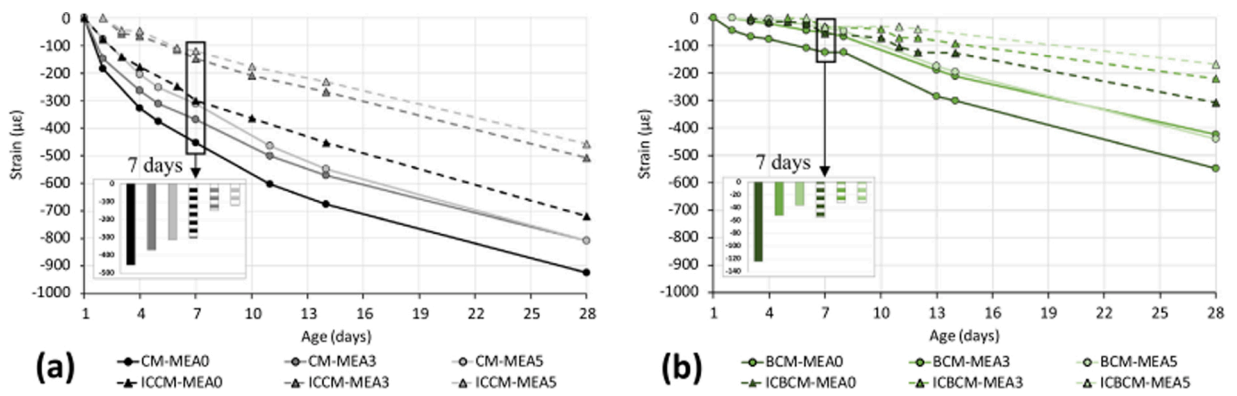 0
-100
-200
-300
-400
-500
-600
-700
-800
-900
-1000
Strain (με)
7 days
0
-100
-200
-300
-400
-500
1 4 7 10 13 16 19 22 25 28
Age (days)
(a)
CM-MEA0 CM-MEA3 CM-MEA5
ICCM-MEA0 ICCM-MEA3 ICCM-MEA5
0
-100
-200
-300
-400
-500
-600
-700
-800
-900
-1000
Strain (με)
7 days
0
-20
-40
-60
-80
-100
-120
-140
1 4 7 10 13 16 19 22 25 28
Age (days)
(b)
BCM-MEA0 BCM-MEA3 BCM-MEA5
ICBCM-MEA0 ICBCM-MEA3 ICBCM-MEA5